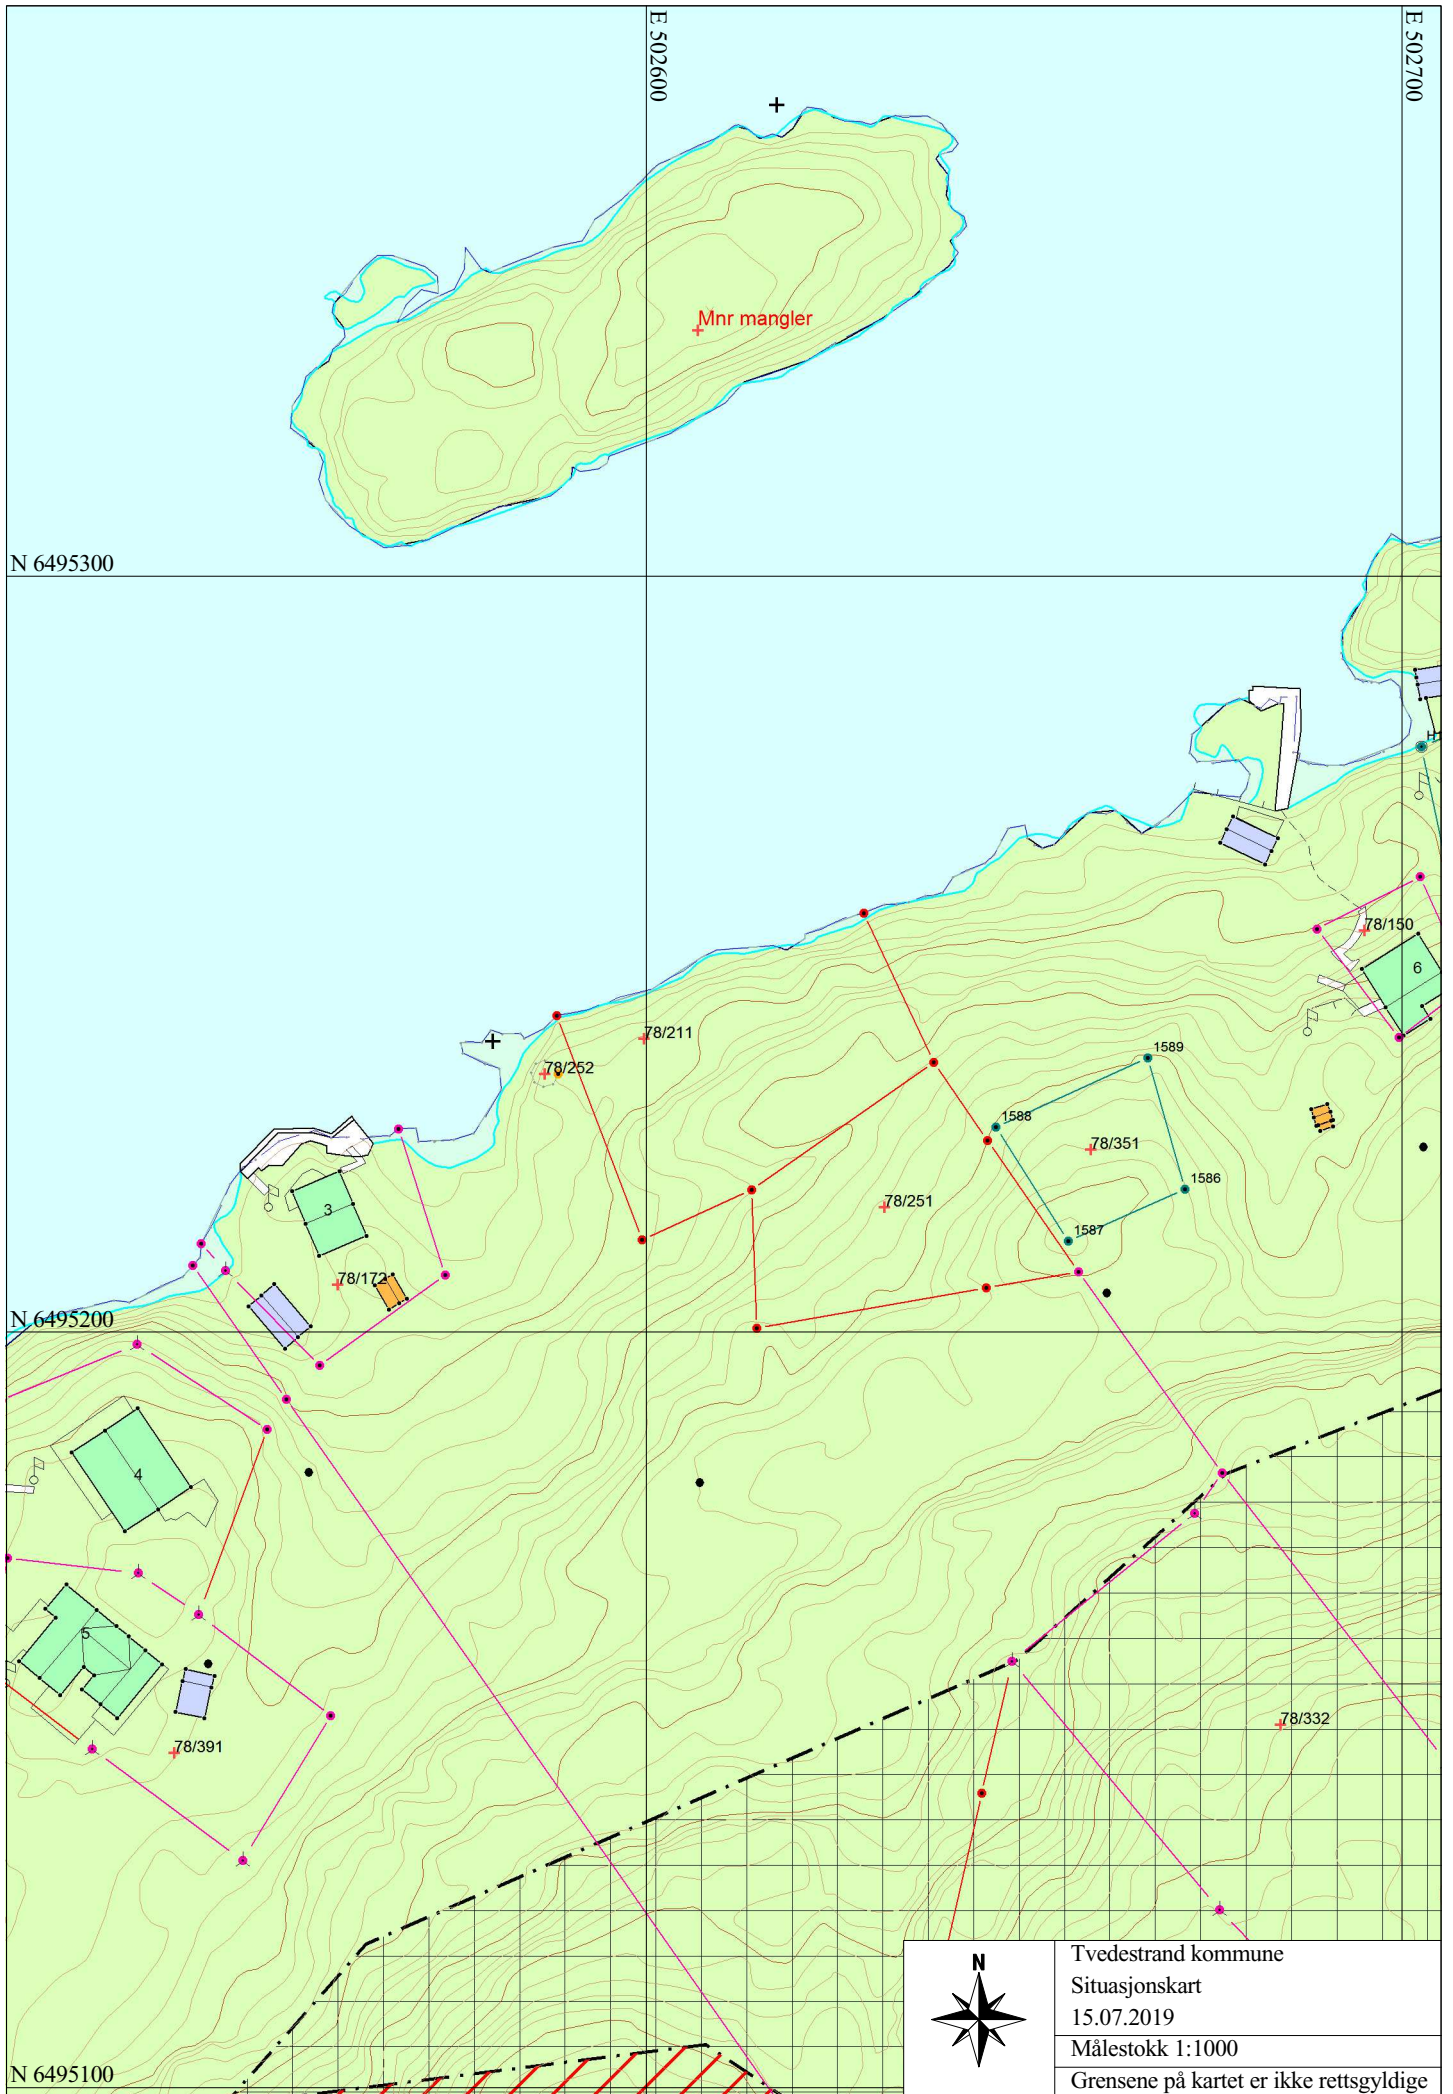 E 502600
E 502700
Mnr mangler
N 6495300
78/150
6
78/211
78/252
1589
1588
78/351
1586
78/251
1587
3
78/172
N 6495200
4
5
78/332
78/391
N
Tvedestrand kommune
Situasjonskart
15.07.2019
Målestokk 1:1000
N 6495100
Grensene på kartet er ikke rettsgyldige